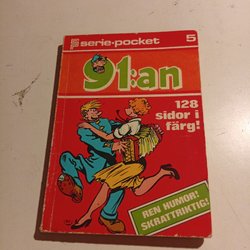 serie-pocket 5
91:an
128
sidor i
färg!
REN HUMOR!
SKRATTRIKTIG!